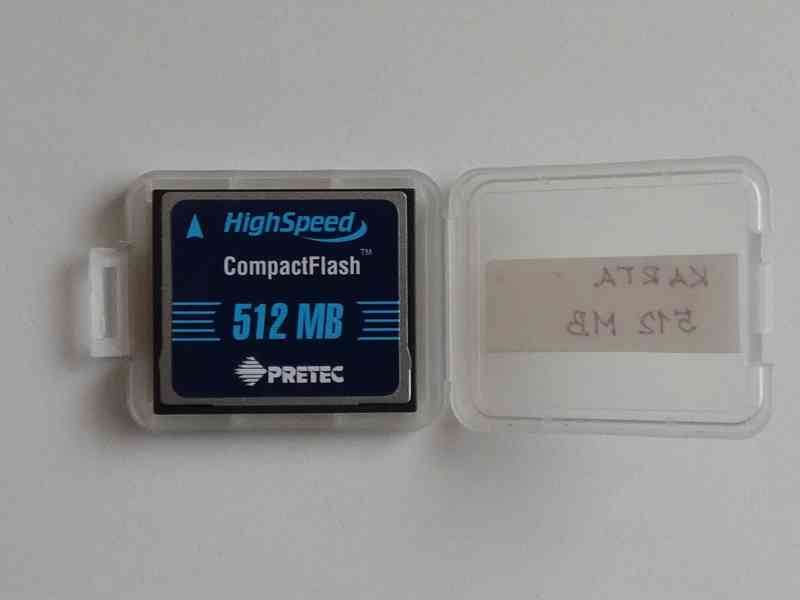 HighSpeed
CompactFlash™
512 MB
PRETEC
KARTA
512 MB